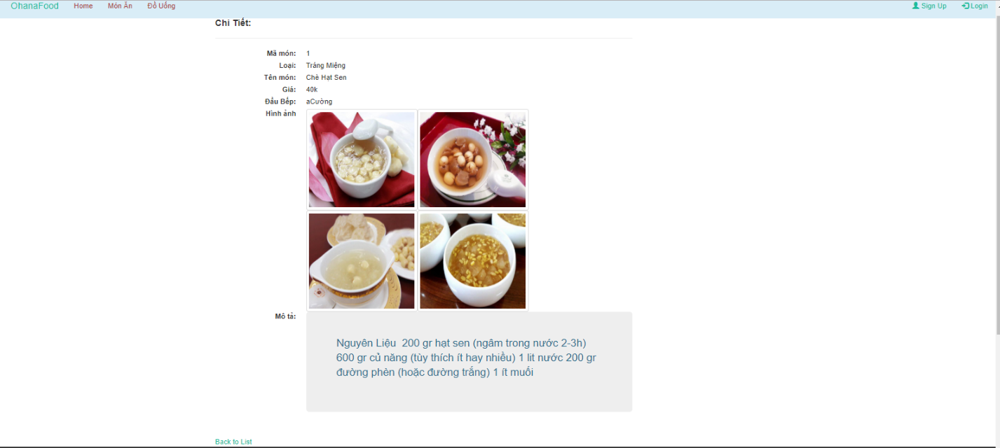 OhanaFood Home Món Ăn Đồ Uống Sign Up Login
Chi Tiết:
Mã món: 1
Loại: Tráng Miệng
Tên món: Chè Hạt Sen
Giá: 40k
Đầu Bếp: aCường
Hình ảnh
Mô tả:
Nguyên Liệu 200 gr hạt sen (ngâm trong nước 2-3h)
600 gr củ năng (tùy thích ít hay nhiều) 1 lit nước 200 gr
đường phèn (hoặc đường trắng) 1 ít muối
Back to List